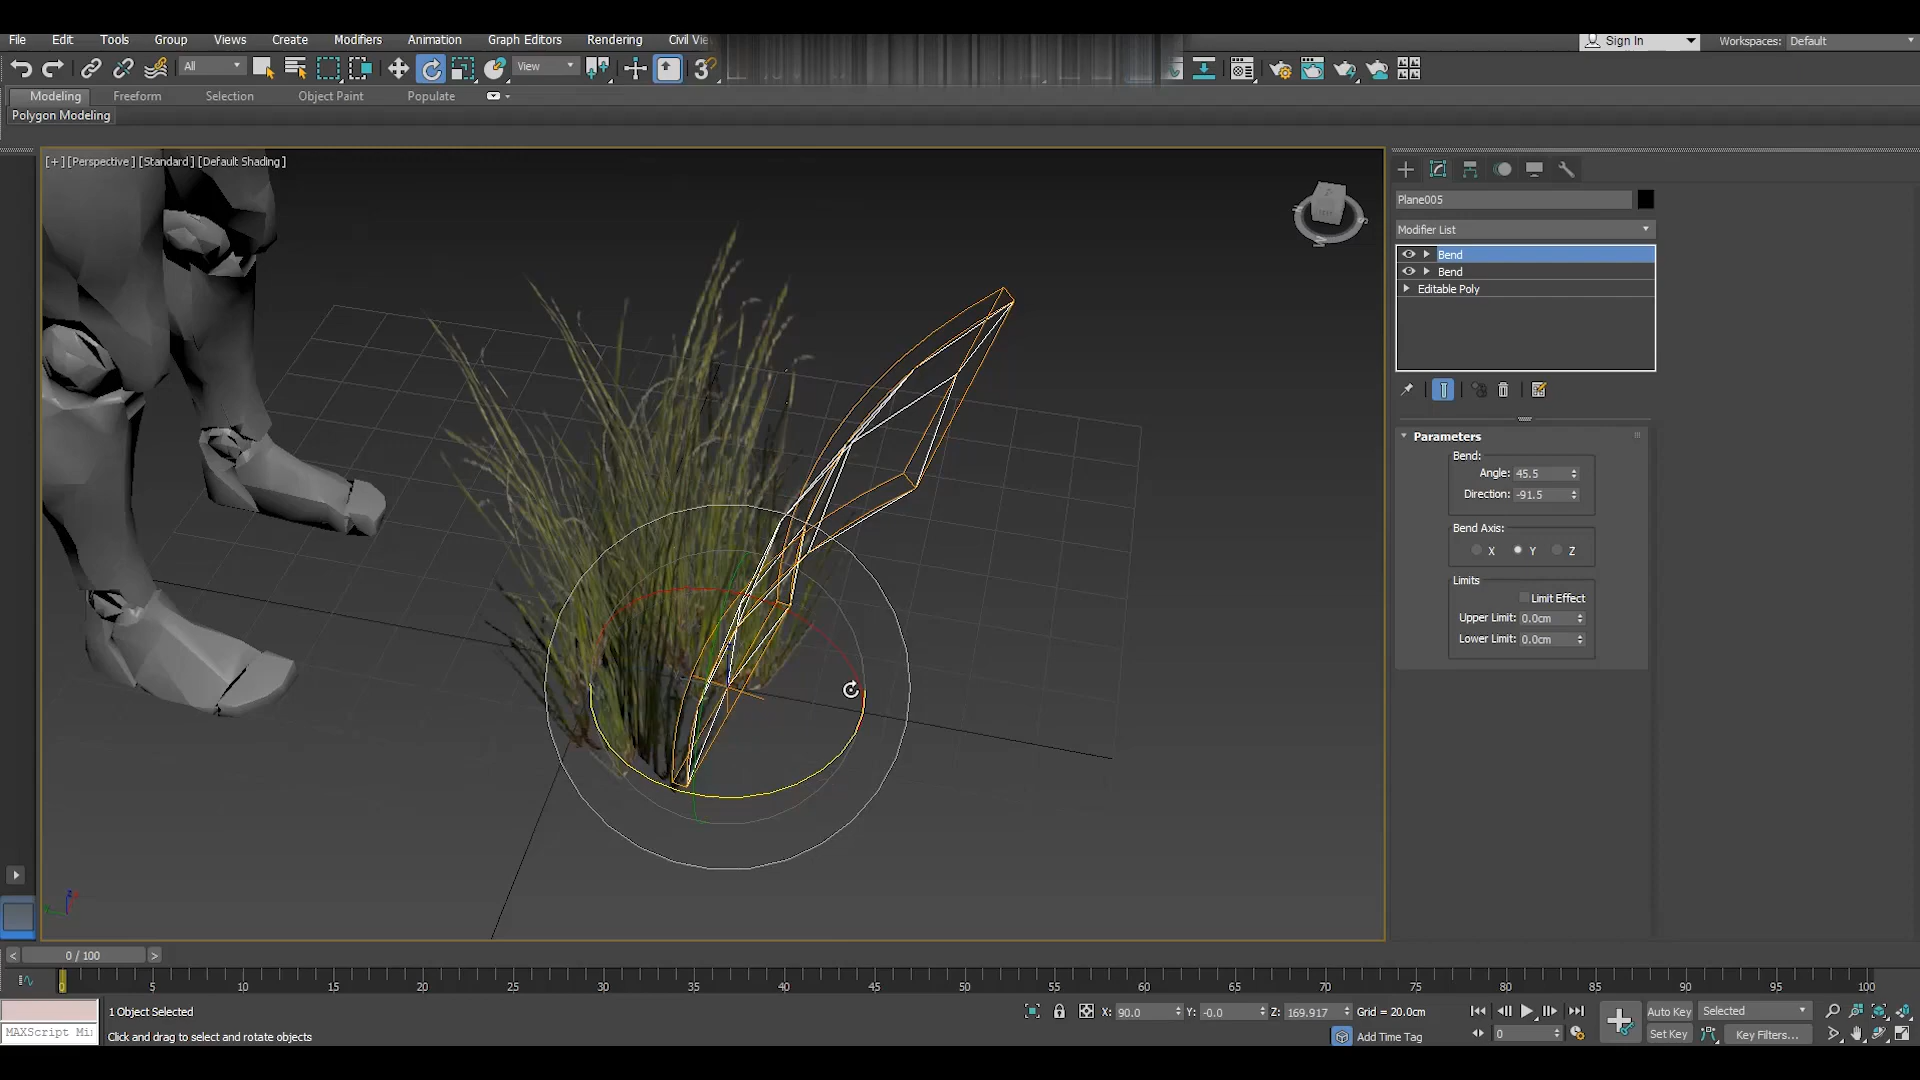 File Edit Tools Group Views Create Modifiers Animation Graph Editors Rendering Civil Vi
Sign In Workspaces: Default
All View 3
Modeling Freeform Selection Object Paint Populate
Polygon Modeling
[+] [Perspective] [Standard] [Default Shading]
Plane005
Modifier List
Bend
Bend
Editable Poly
Parameters
Bend:
Angle: 45.5
Direction: -91.5
Bend Axis:
X Y Z
Limits
Limit Effect
Upper Limit: 0.0cm
Lower Limit: 0.0cm
< 0 / 100 >
0 5 10 15 20 25 30 35 40 45 50 55 60 65 70 75 80 85 90 95 100
1 Object Selected X: 90.0 Y: -0.0 Z: 169.917 Grid = 20.0cm Auto Key Selected
MAXScript Mi Click and drag to select and rotate objects Add Time Tag 0 Set Key Key Filters...